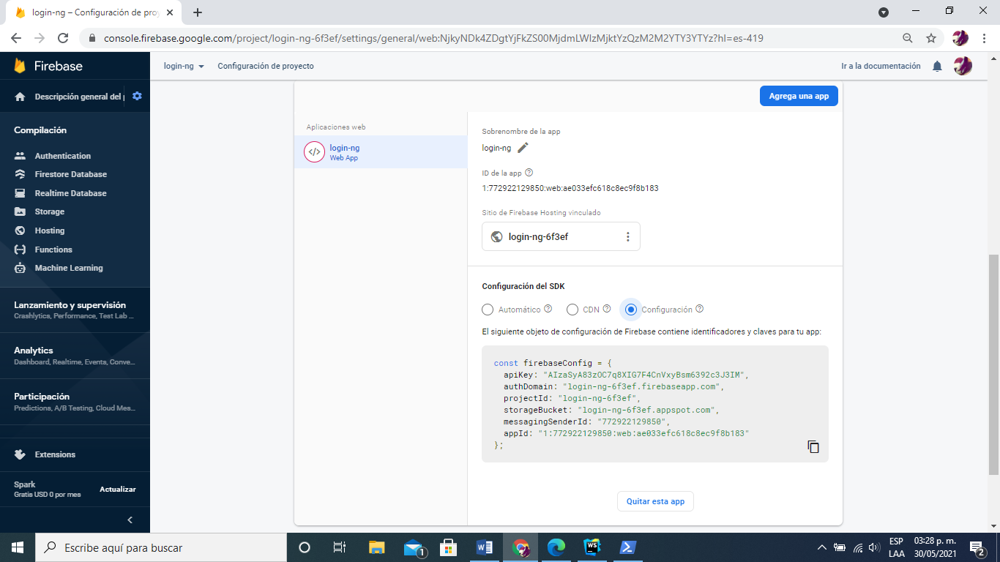 login-ng – Configuración de proy
console.firebase.google.com/project/login-ng-6f3ef/settings/general/web:NjkyNDk4ZDgtYjFkZS00MjdmLWIzMjktYzQzM2M2YTY3YTYz?hl=es-419
Firebase
login-ng
Configuración de proyecto
Ir a la documentación
Descripción general del p
Compilación
Authentication
Firestore Database
Realtime Database
Storage
Hosting
Functions
Machine Learning
Lanzamiento y supervisión
Crashlytics, Performance, Test Lab ...
Analytics
Dashboard, Realtime, Events, Conve...
Participación
Predictions, A/B Testing, Cloud Mes...
Extensions
Spark
Gratis USD 0 por mes
Actualizar
Agrega una app
Aplicaciones web
login-ng
Web App
Sobrenombre de la app
login-ng
ID de la app
1:772922129850:web:ae033efc618c8ec9f8b183
Sitio de Firebase Hosting vinculado
login-ng-6f3ef
Configuración del SDK
Automático
CDN
Configuración
El siguiente objeto de configuración de Firebase contiene identificadores y claves para tu app:
const firebaseConfig = {
apiKey: "AIzaSyA83zOC7q8XIG7F4CnVxyBsm6392c3J3IM",
authDomain: "login-ng-6f3ef.firebaseapp.com",
projectId: "login-ng-6f3ef",
storageBucket: "login-ng-6f3ef.appspot.com",
messagingSenderId: "772922129850",
appId: "1:772922129850:web:ae033efc618c8ec9f8b183"
};
Quitar esta app
Escribe aquí para buscar
1
WS
ESP
LAA
03:28 p. m.
30/05/2021
2